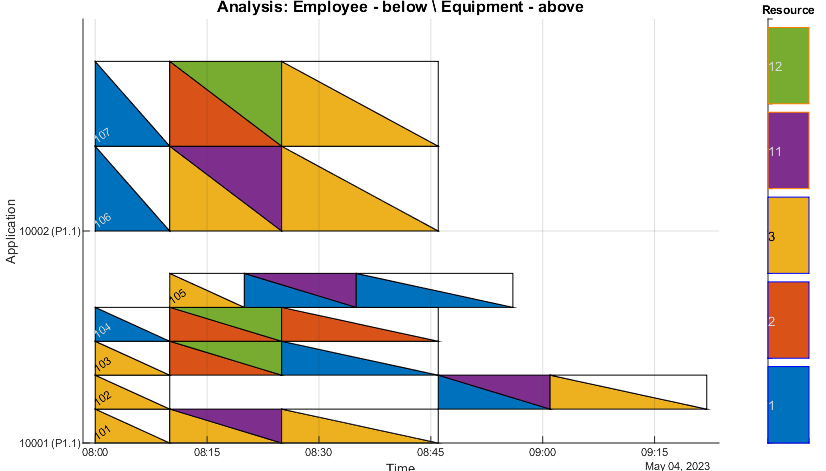 Analysis: Employee - below \ Equipment - above
Resource
12
11
3
2
1
Application
10002 (P1.1)
10001 (P1.1)
107
106
105
104
103
102
101
08:00
08:15
08:30
08:45
09:00
09:15
Time
May 04, 2023